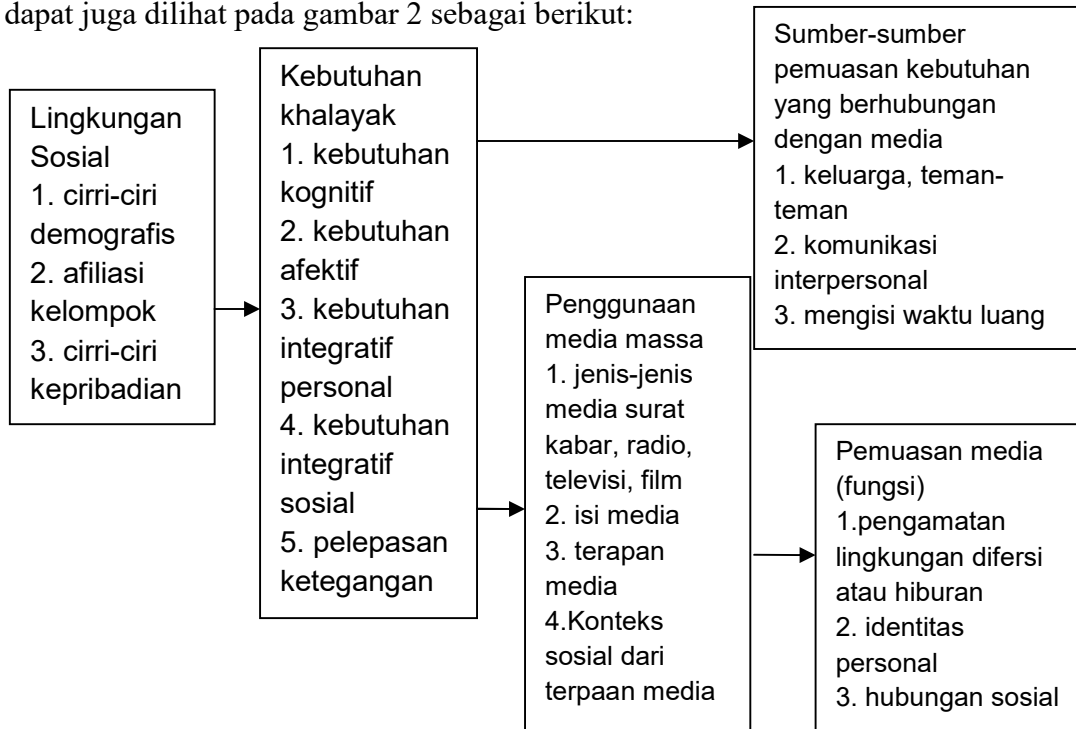 dapat juga dilihat pada gambar 2 sebagai berikut:
Lingkungan
Sosial
1. cirri-ciri
demografis
2. afiliasi
kelompok
3. cirri-ciri
kepribadian
Kebutuhan
khalayak
1. kebutuhan
kognitif
2. kebutuhan
afektif
3. kebutuhan
integratif
personal
4. kebutuhan
integratif
sosial
5. pelepasan
ketegangan
Sumber-sumber
pemuasan kebutuhan
yang berhubungan
dengan media
1. keluarga, teman-
teman
2. komunikasi
interpersonal
3. mengisi waktu luang
Penggunaan
media massa
1. jenis-jenis
media surat
kabar, radio,
televisi, film
2. isi media
3. terapan
media
4.Konteks
sosial dari
terpaan media
Pemuasan media
(fungsi)
1.pengamatan
lingkungan difersi
atau hiburan
2. identitas
personal
3. hubungan sosial